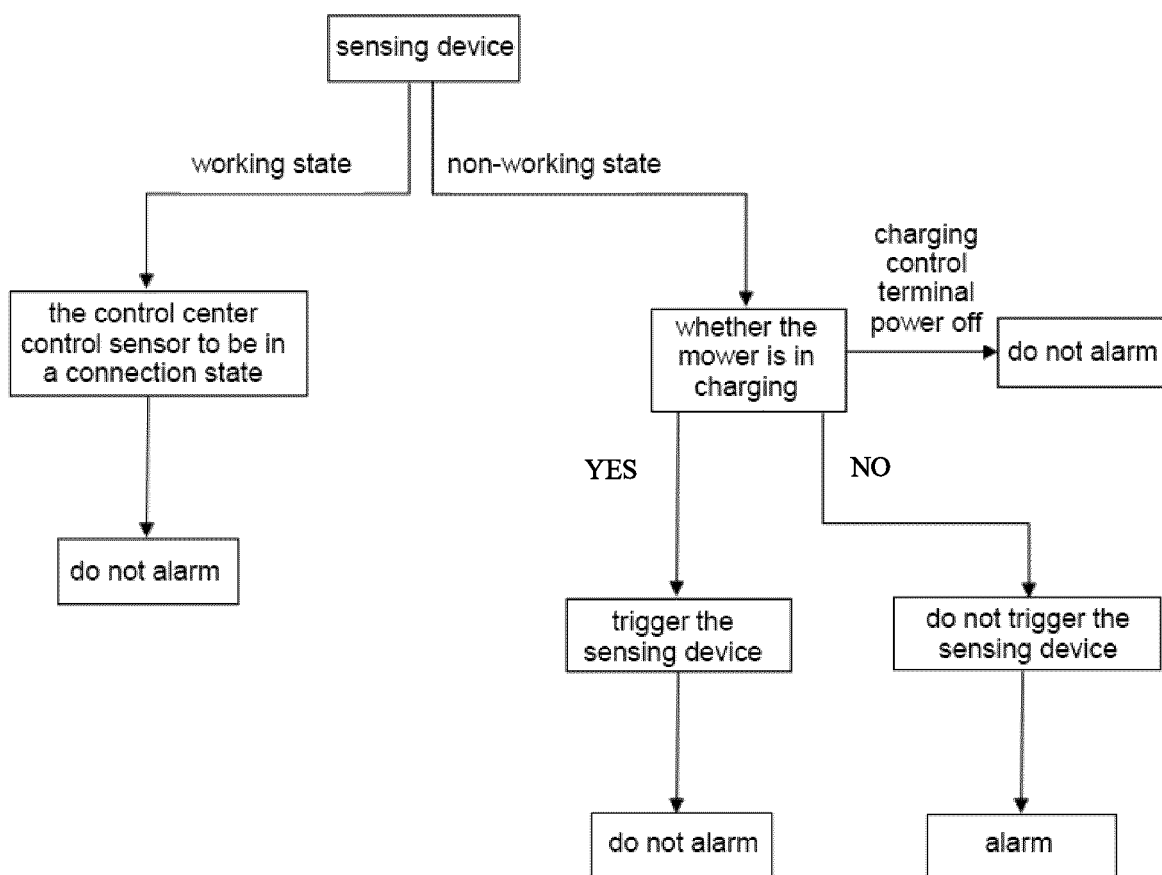 sensing device
working state
non-working state
charging
control
terminal
power off
the control center
control sensor to be in
a connection state
whether the
mower is in
charging
do not alarm
YES
NO
do not alarm
trigger the
sensing device
do not trigger the
sensing device
do not alarm
alarm